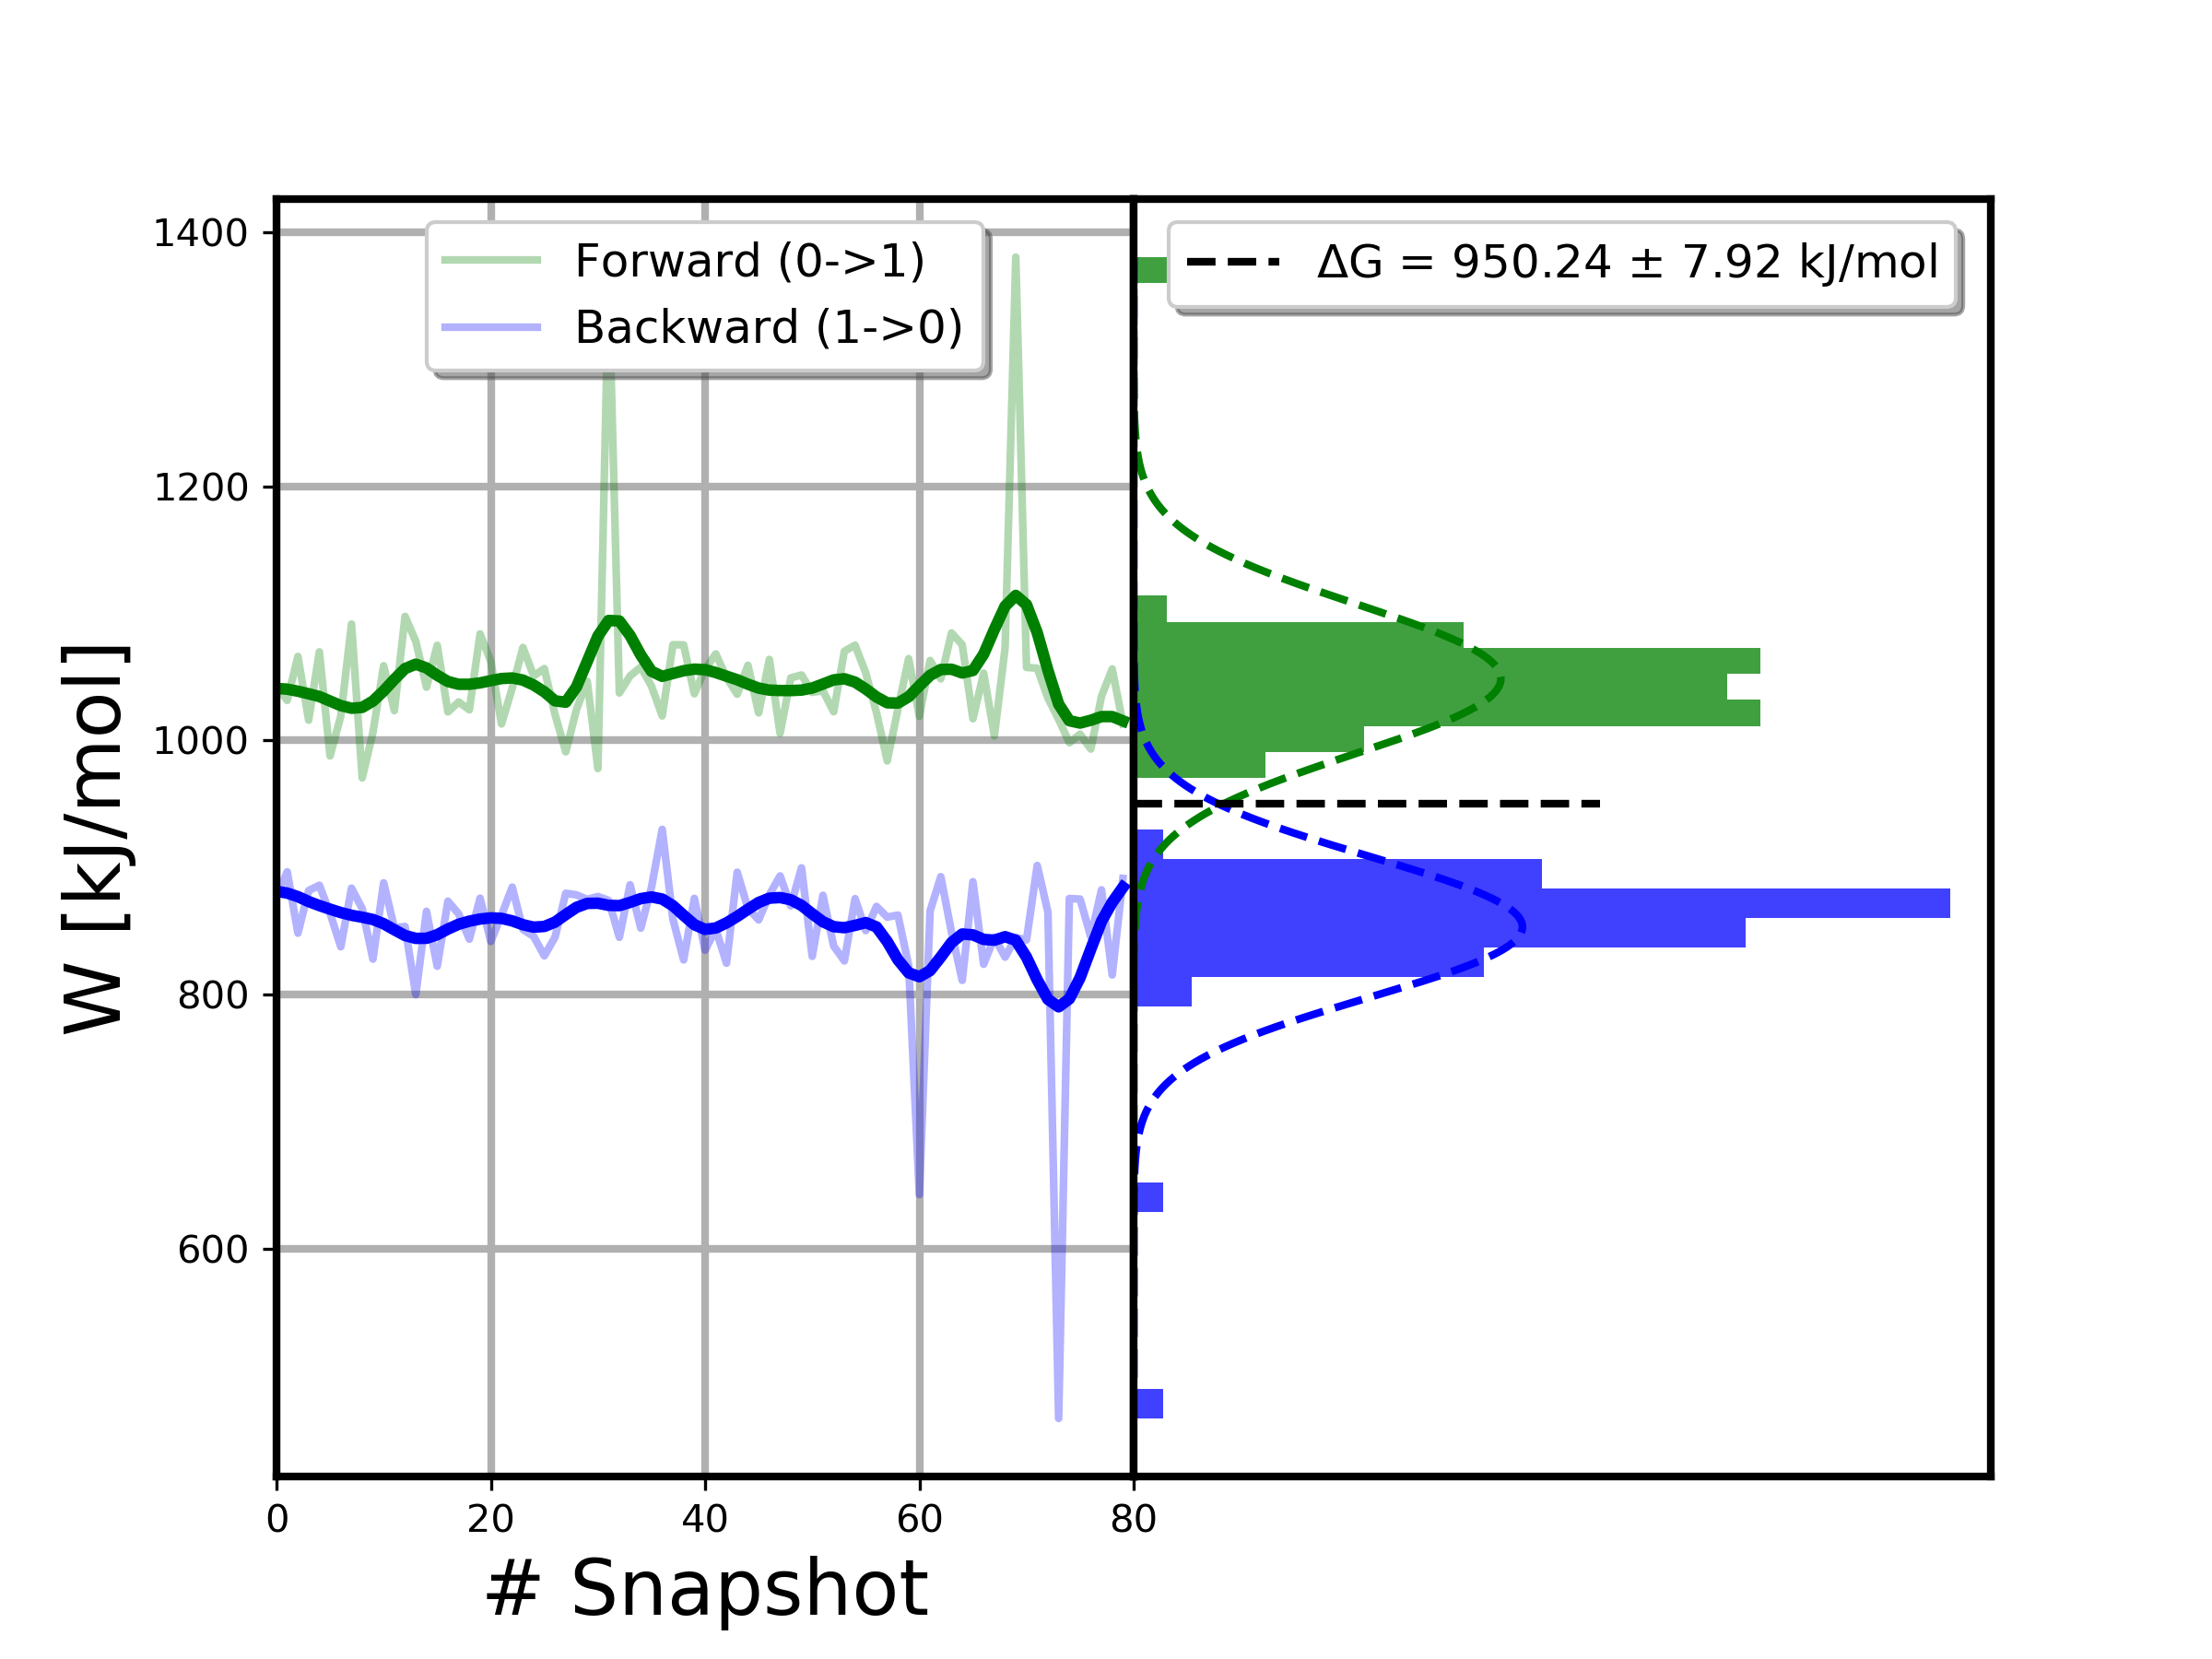 Forward (0->1)
Backward (1->0)
ΔG = 950.24 ± 7.92 kJ/mol
1400
1200
1000
800
600
W [kJ/mol]
0 20 40 60 80
# Snapshot